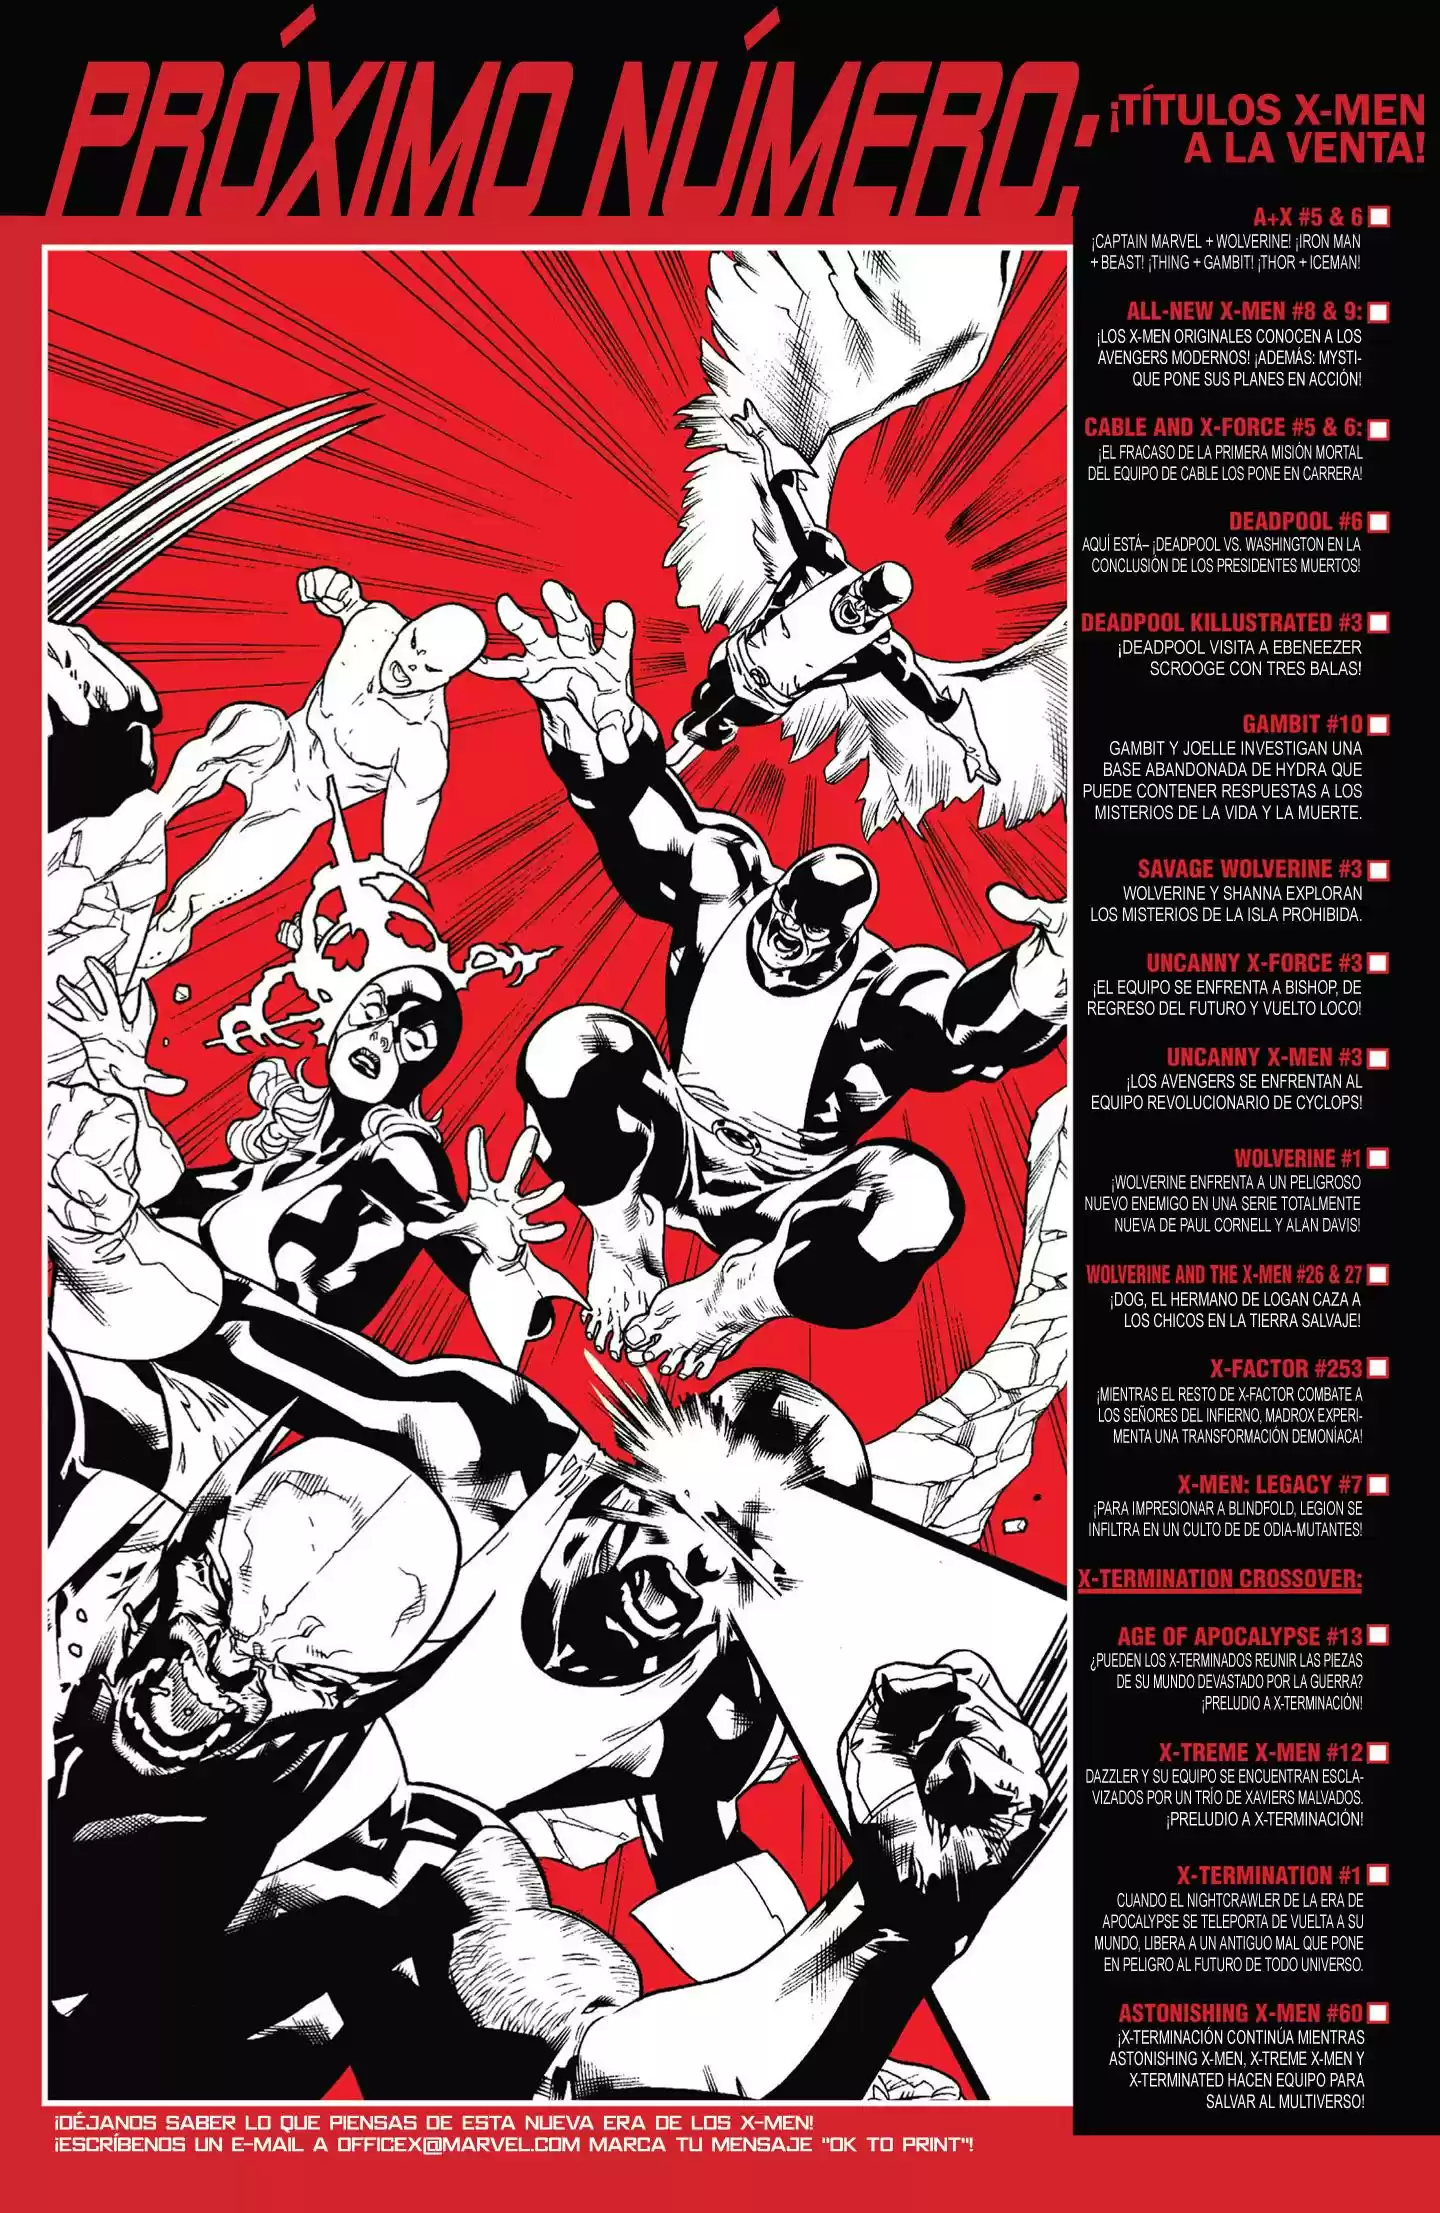 PRÓXIMO NÚMERO:
¡TÍTULOS X-MEN
A LA VENTA!
A+X #5 & 6
¡CAPTAIN MARVEL + WOLVERINE! ¡IRON MAN
+ BEAST! ¡THING + GAMBIT! ¡THOR + ICEMAN!
ALL-NEW X-MEN #8 & 9:
¡LOS X-MEN ORIGINALES CONOCEN A LOS
AVENGERS MODERNOS! ¡ADEMÁS: MYSTI-
QUE PONE SUS PLANES EN ACCIÓN!
CABLE AND X-FORCE #5 & 6:
¡EL FRACASO DE LA PRIMERA MISIÓN MORTAL
DEL EQUIPO DE CABLE LOS PONE EN CARRERA!
DEADPOOL #6
AQUÍ ESTÁ– ¡DEADPOOL VS. WASHINGTON EN LA
CONCLUSIÓN DE LOS PRESIDENTES MUERTOS!
DEADPOOL KILLUSTRATED #3
¡DEADPOOL VISITA A EBENEEZER
SCROOGE CON TRES BALAS!
GAMBIT #10
GAMBIT Y JOELLE INVESTIGAN UNA
BASE ABANDONADA DE HYDRA QUE
PUEDE CONTENER RESPUESTAS A LOS
MISTERIOS DE LA VIDA Y LA MUERTE.
SAVAGE WOLVERINE #3
WOLVERINE Y SHANNA EXPLORAN
LOS MISTERIOS DE LA ISLA PROHIBIDA.
UNCANNY X-FORCE #3
¡EL EQUIPO SE ENFRENTA A BISHOP, DE
REGRESO DEL FUTURO Y VUELTO LOCO!
UNCANNY X-MEN #3
¡LOS AVENGERS SE ENFRENTAN AL
EQUIPO REVOLUCIONARIO DE CYCLOPS!
WOLVERINE #1
¡WOLVERINE ENFRENTA A UN PELIGROSO
NUEVO ENEMIGO EN UNA SERIE TOTALMENTE
NUEVA DE PAUL CORNELL Y ALAN DAVIS!
WOLVERINE AND THE X-MEN #26 & 27
¡DOG, EL HERMANO DE LOGAN CAZA A
LOS CHICOS EN LA TIERRA SALVAJE!
X-FACTOR #253
¡MIENTRAS EL RESTO DE X-FACTOR COMBATE A
LOS SEÑORES DEL INFIERNO, MADROX EXPERI-
MENTA UNA TRANSFORMACIÓN DEMONÍACA!
X-MEN: LEGACY #7
¡PARA IMPRESIONAR A BLINDFOLD, LEGION SE
INFILTRA EN UN CULTO DE DE ODIA-MUTANTES!
X-TERMINATION CROSSOVER:
AGE OF APOCALYPSE #13
¿PUEDEN LOS X-TERMINADOS REUNIR LAS PIEZAS
DE SU MUNDO DEVASTADO POR LA GUERRA?
¡PRELUDIO A X-TERMINACIÓN!
X-TREME X-MEN #12
DAZZLER Y SU EQUIPO SE ENCUENTRAN ESCLA-
VIZADOS POR UN TRÍO DE XAVIERS MALVADOS.
¡PRELUDIO A X-TERMINACIÓN!
X-TERMINATION #1
CUANDO EL NIGHTCRAWLER DE LA ERA DE
APOCALYPSE SE TELEPORTA DE VUELTA A SU
MUNDO, LIBERA A UN ANTIGUO MAL QUE PONE
EN PELIGRO AL FUTURO DE TODO UNIVERSO.
ASTONISHING X-MEN #60
¡X-TERMINACIÓN CONTINÚA MIENTRAS
ASTONISHING X-MEN, X-TREME X-MEN Y
X-TERMINATED HACEN EQUIPO PARA
SALVAR AL MULTIVERSO!
¡DÉJANOS SABER LO QUE PIENSAS DE ESTA NUEVA ERA DE LOS X-MEN!
¡ESCRÍBENOS UN E-MAIL A OFFICEX@MARVEL.COM MARCA TU MENSAJE "OK TO PRINT"!